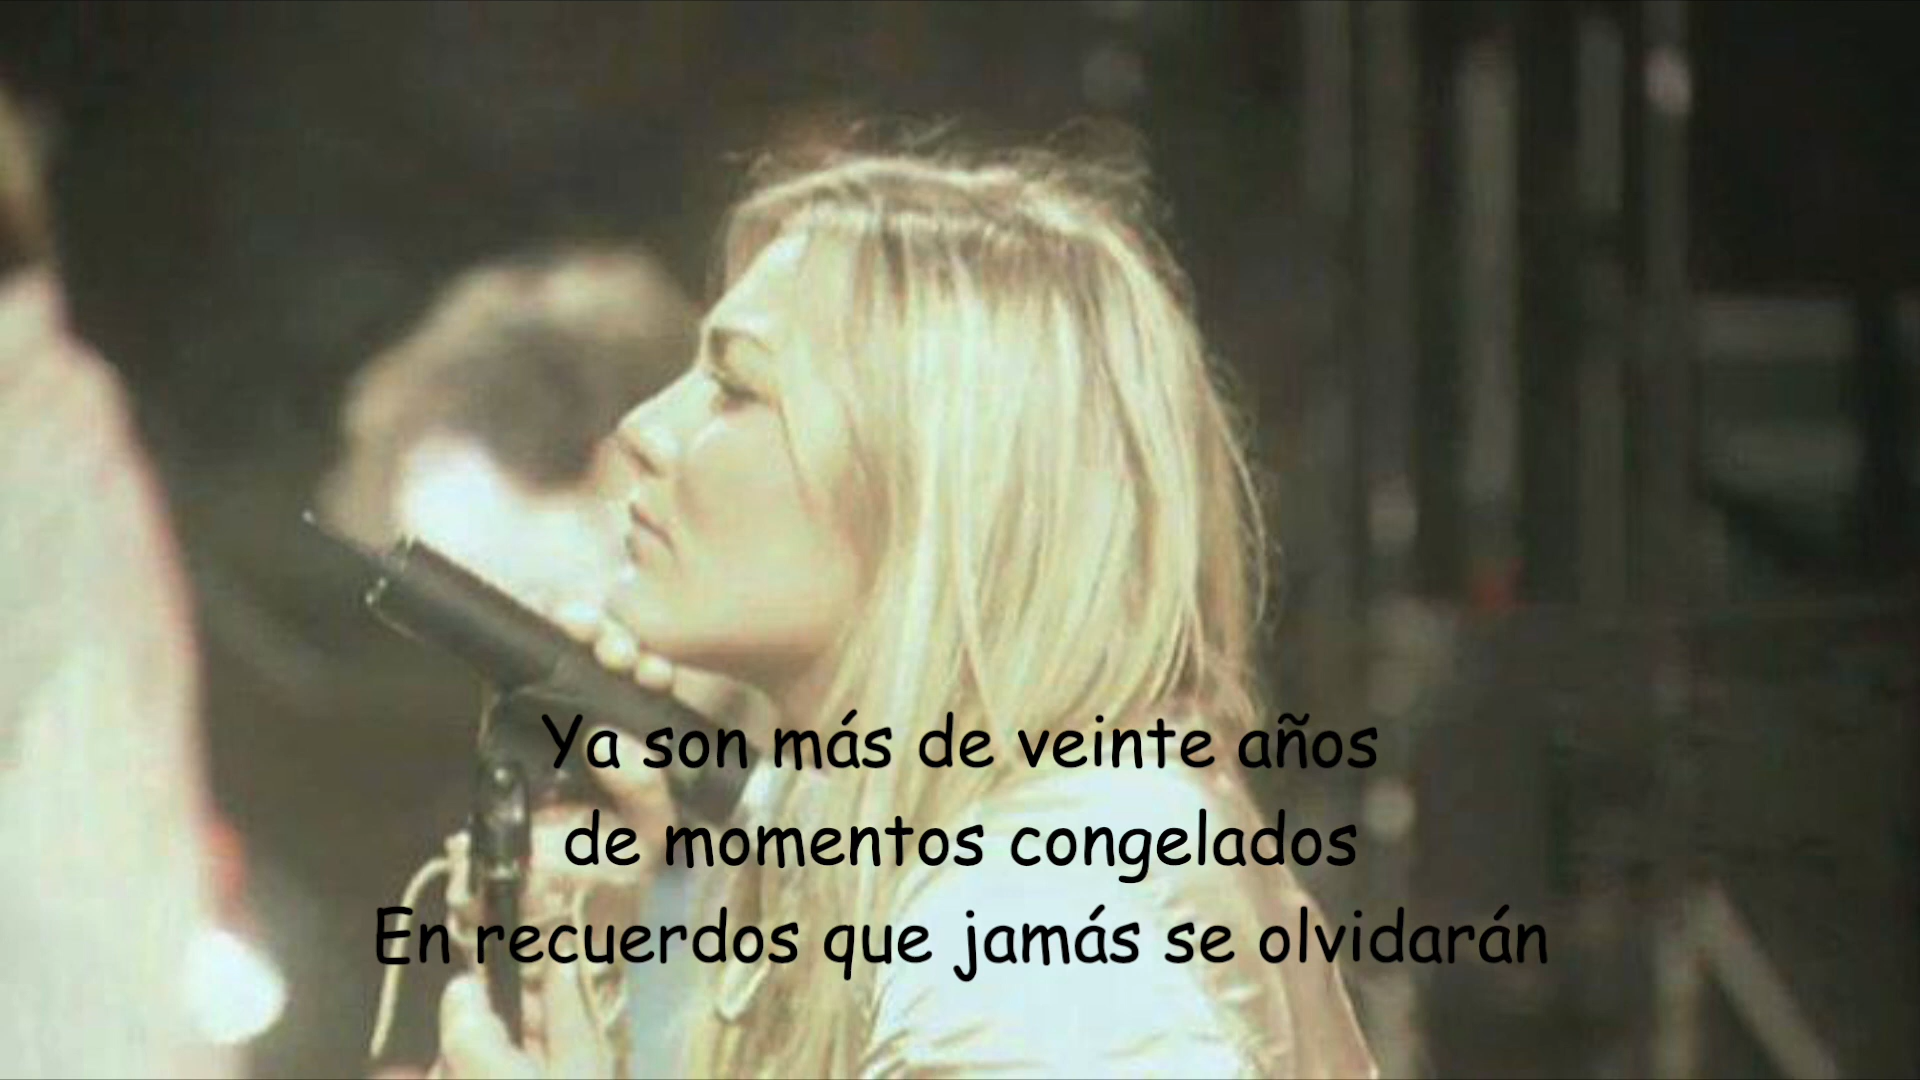 Ya son más de veinte años
de momentos congelados
En recuerdos que jamás se olvidarán